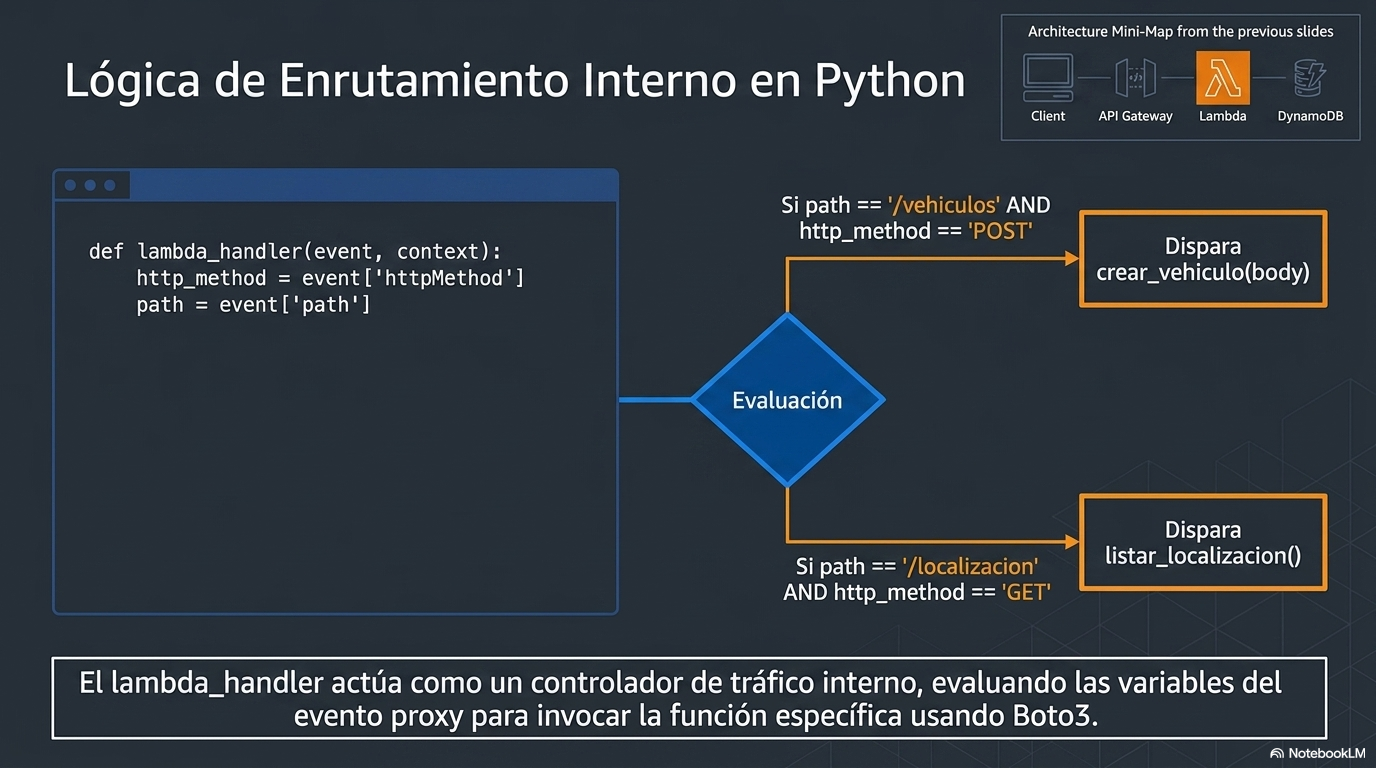 Lógica de Enrutamiento Interno en Python
Architecture Mini-Map from the previous slides
Client
API Gateway
Lambda
DynamoDB
def lambda_handler(event, context):
    http_method = event['httpMethod']
    path = event['path']
Evaluación
Si path == '/vehiculos' AND
http_method == 'POST'
Dispara
crear_vehiculo(body)
Si path == '/localizacion'
AND http_method == 'GET'
Dispara
listar_localizacion()
El lambda_handler actúa como un controlador de tráfico interno, evaluando las variables del
evento proxy para invocar la función específica usando Boto3.
NotebookLM